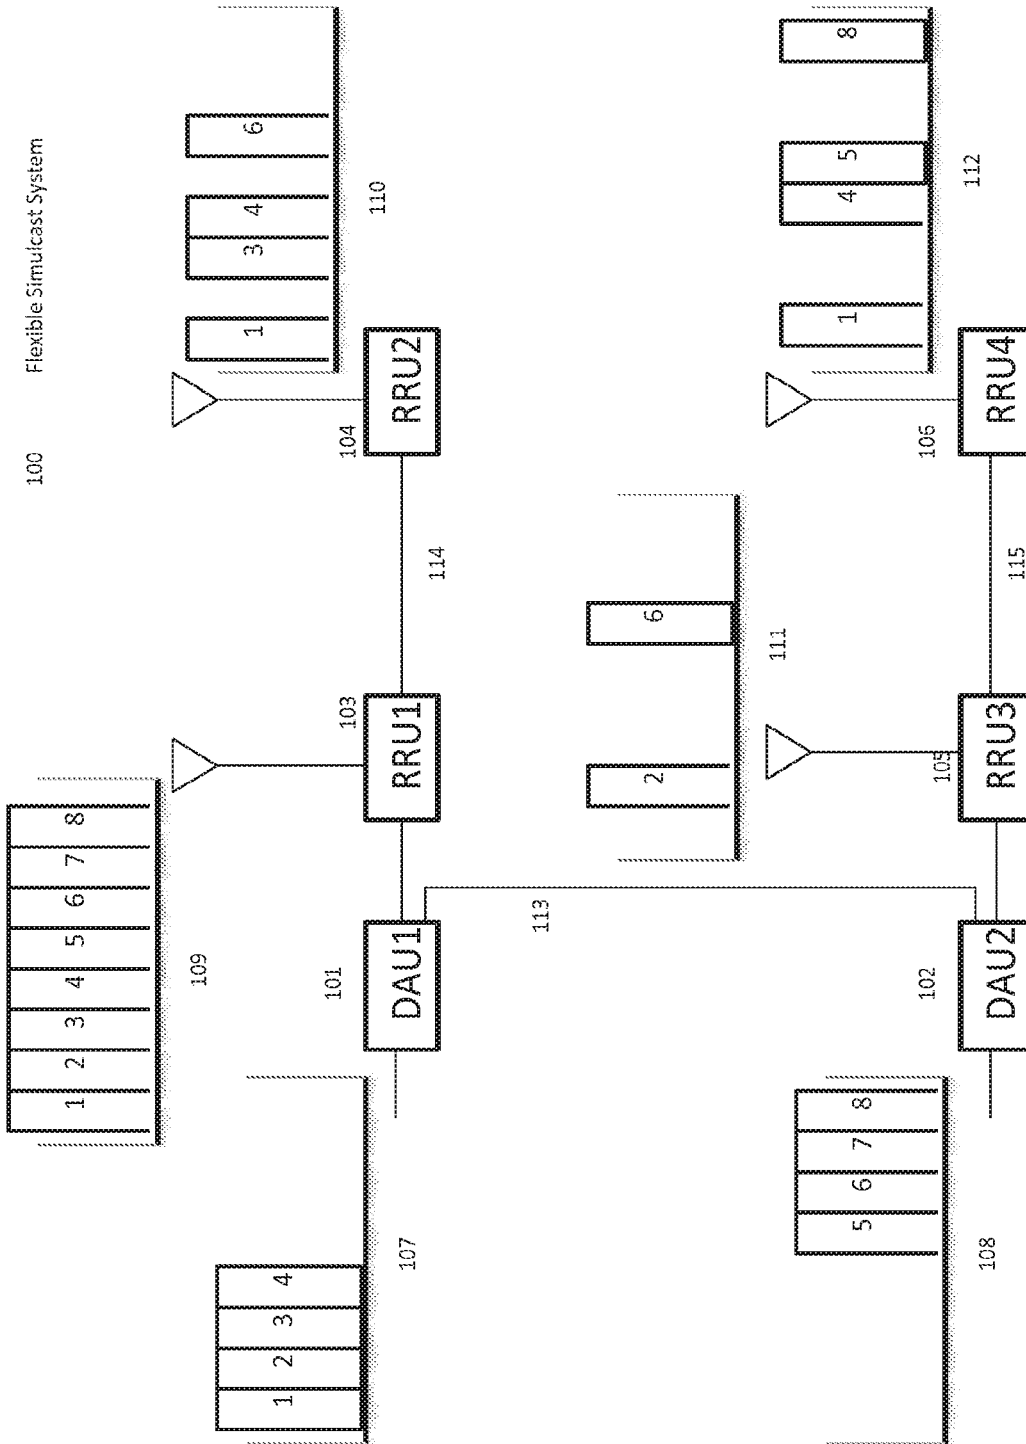 100 Flexible Simulcast System
1 2 3 4 5 6 7 8
109
1 3 4 6
1 2 3 4
101 103 104
110
107
DAU1 RRU1 RRU2
114
113
2 6
111
1 4 5 8
5 6 7 8
102 105 106
112
108
DAU2 RRU3 RRU4
115